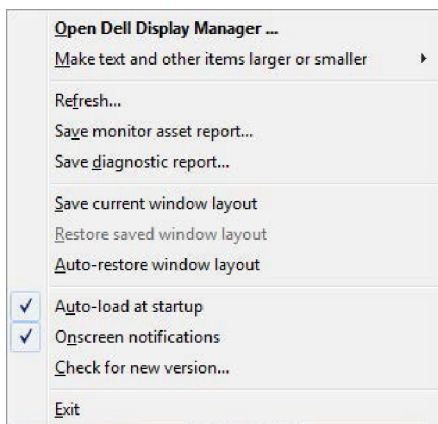 Open Dell Display Manager ...
Make text and other items larger or smaller
Refresh...
Save monitor asset report...
Save diagnostic report...
Save current window layout
Restore saved window layout
Auto-restore window layout
Auto-load at startup
Onscreen notifications
Check for new version...
Exit